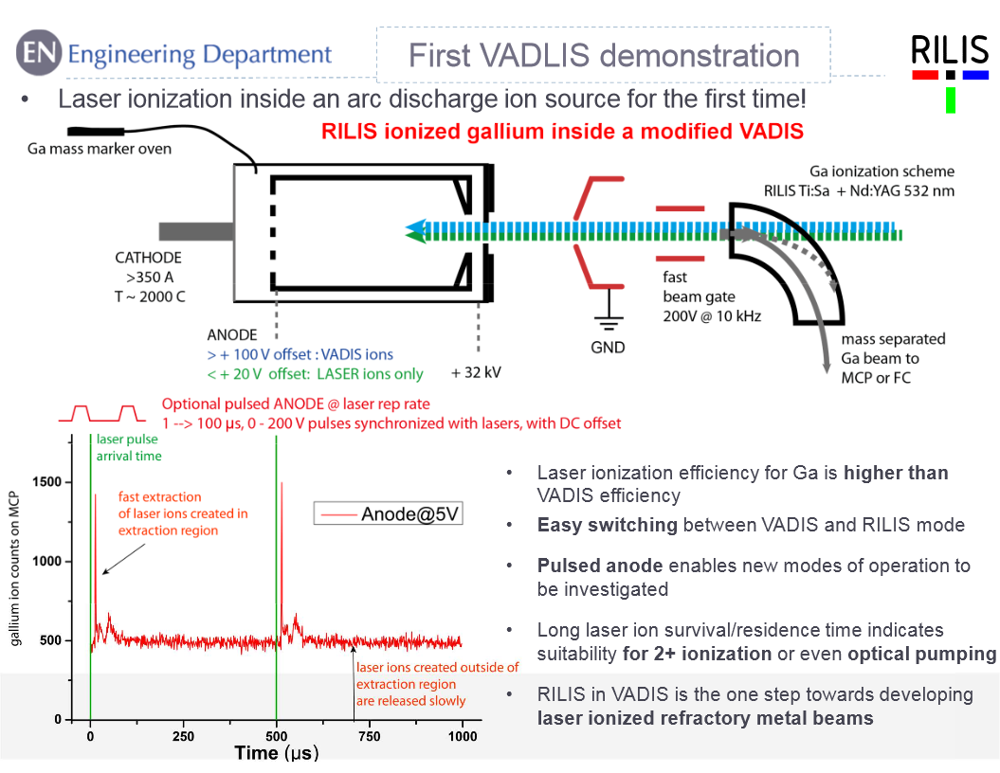 EN Engineering Department
First VADLIS demonstration
RILIS
• Laser ionization inside an arc discharge ion source for the first time!
RILIS ionized gallium inside a modified VADIS
Ga mass marker oven
Ga ionization scheme
RILIS Ti:Sa + Nd:YAG 532 nm
CATHODE
>350 A
T ~ 2000 C
fast
beam gate
200V @ 10 kHz
GND
ANODE
> + 100 V offset : VADIS ions
< + 20 V offset: LASER ions only
+ 32 kV
mass separated
Ga beam to
MCP or FC
Optional pulsed ANODE @ laser rep rate
1 --> 100 µs, 0 - 200 V pulses synchronized with lasers, with DC offset
laser pulse
arrival time
fast extraction
of laser ions created in
extraction region
Anode@5V
gallium ion counts on MCP
1500
1000
500
0
laser ions created outside of
extraction region
are released slowly
0 250 500 750 1000
Time (µs)
• Laser ionization efficiency for Ga is higher than
VADIS efficiency
• Easy switching between VADIS and RILIS mode
• Pulsed anode enables new modes of operation to
be investigated
• Long laser ion survival/residence time indicates
suitability for 2+ ionization or even optical pumping
• RILIS in VADIS is the one step towards developing
laser ionized refractory metal beams